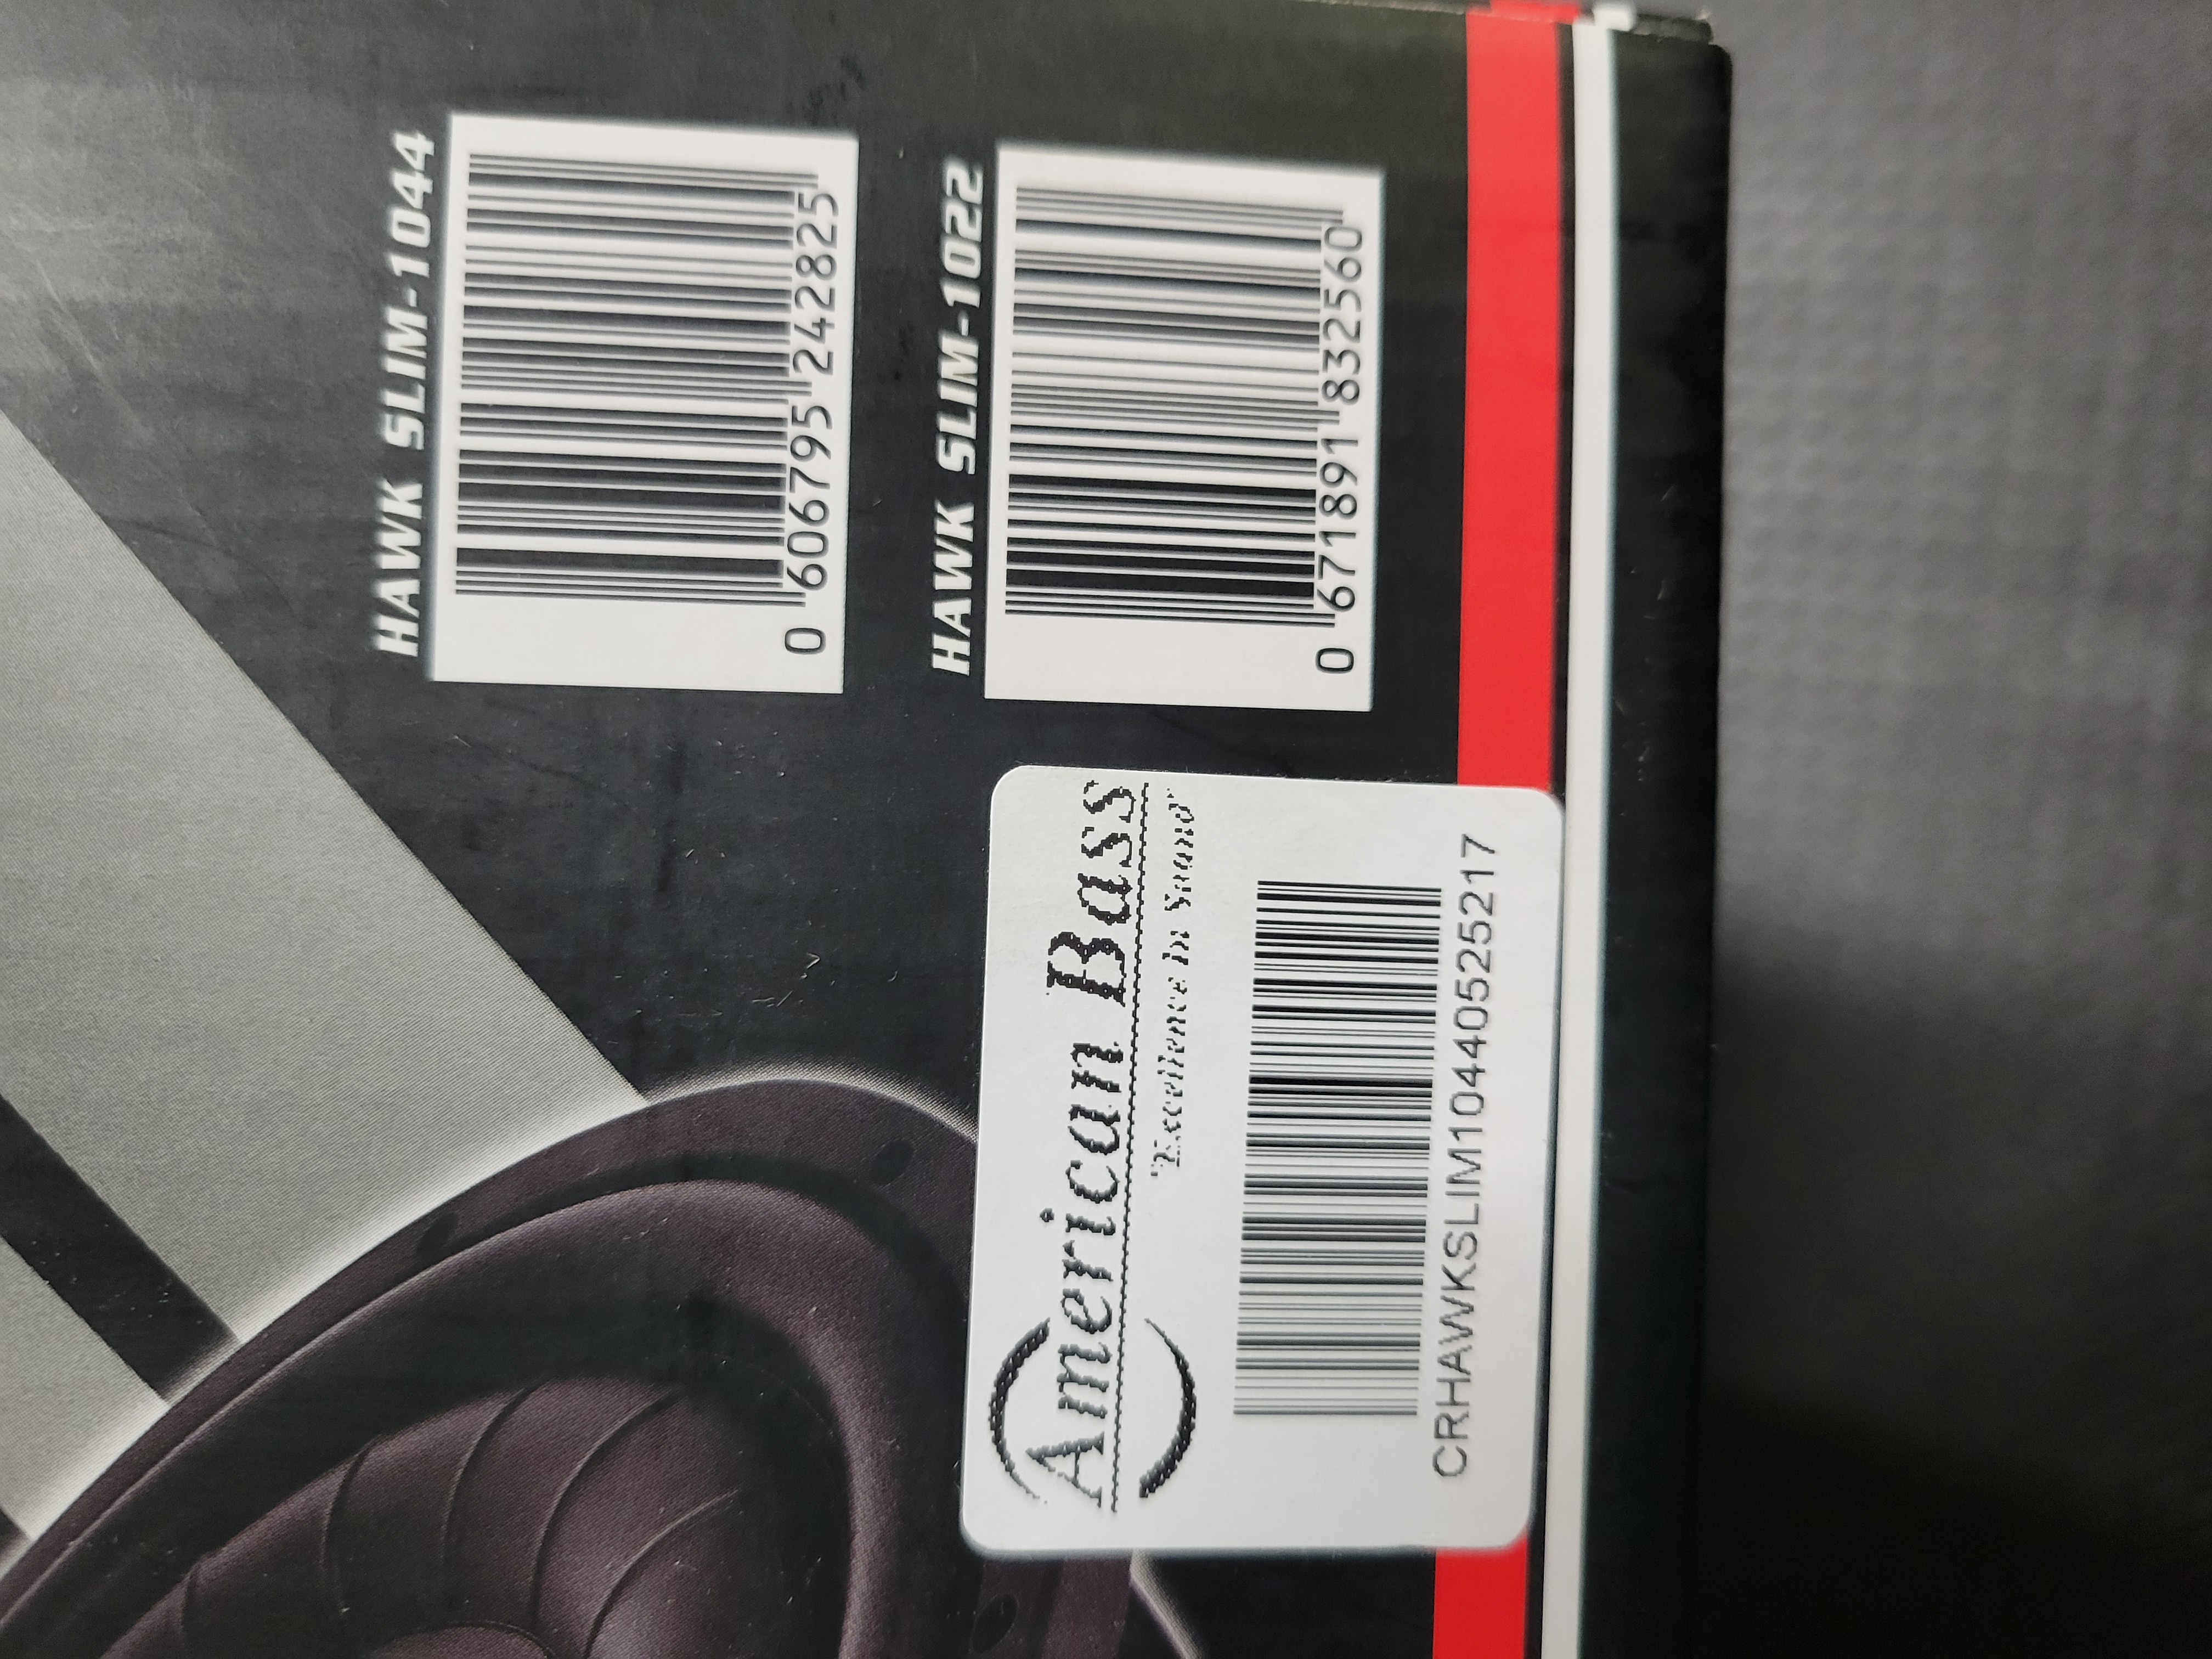 HAWK SLIM-1044
0 606795 242825
HAWK SLIM-1022
0 671891 832560
American Bass
"Excellence in Sound"
CRHAWKSLIM10440525217